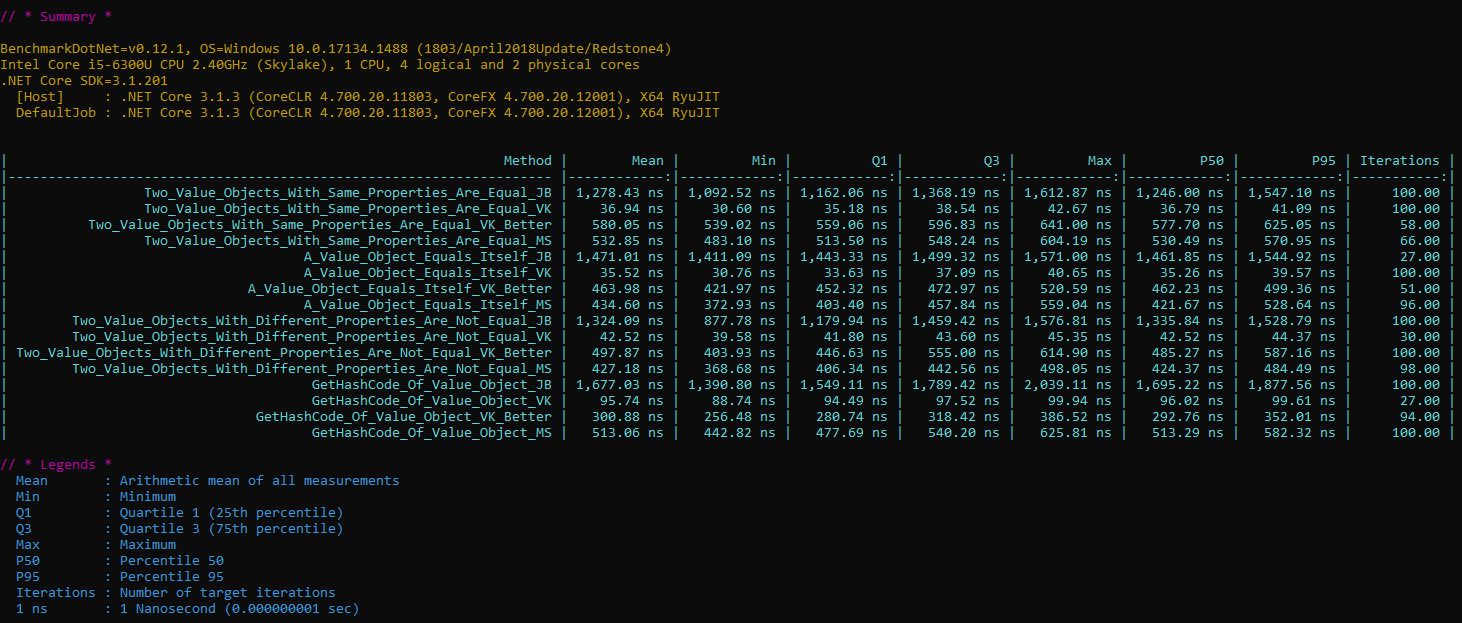 // * Summary *
BenchmarkDotNet=v0.12.1, OS=Windows 10.0.17134.1488 (1803/April2018Update/Redstone4)
Intel Core i5-6300U CPU 2.40GHz (Skylake), 1 CPU, 4 logical and 2 physical cores
.NET Core SDK=3.1.201
[Host]     : .NET Core 3.1.3 (CoreCLR 4.700.20.11803, CoreFX 4.700.20.12001), X64 RyuJIT
DefaultJob : .NET Core 3.1.3 (CoreCLR 4.700.20.11803, CoreFX 4.700.20.12001), X64 RyuJIT
| Method | Mean | Min | Q1 | Q3 | Max | P50 | P95 | Iterations |
|-------------------------------------------------------------------- |------------:|------------:|------------:|------------:|------------:|------------:|------------:|-----------:|
| Two_Value_Objects_With_Same_Properties_Are_Equal_JB | 1,278.43 ns | 1,092.52 ns | 1,162.06 ns | 1,368.19 ns | 1,612.87 ns | 1,246.00 ns | 1,547.10 ns | 100.00 |
| Two_Value_Objects_With_Same_Properties_Are_Equal_VK | 36.94 ns | 30.60 ns | 35.18 ns | 38.54 ns | 42.67 ns | 36.79 ns | 41.09 ns | 100.00 |
| Two_Value_Objects_With_Same_Properties_Are_Equal_VK_Better | 580.05 ns | 539.02 ns | 559.06 ns | 596.83 ns | 641.00 ns | 577.70 ns | 625.05 ns | 58.00 |
| Two_Value_Objects_With_Same_Properties_Are_Equal_MS | 532.85 ns | 483.10 ns | 513.50 ns | 548.24 ns | 604.19 ns | 530.49 ns | 570.95 ns | 66.00 |
| A_Value_Object_Equals_Itself_JB | 1,471.01 ns | 1,411.09 ns | 1,443.33 ns | 1,499.32 ns | 1,571.00 ns | 1,461.85 ns | 1,544.92 ns | 27.00 |
| A_Value_Object_Equals_Itself_VK | 35.52 ns | 30.76 ns | 33.63 ns | 37.09 ns | 40.65 ns | 35.26 ns | 39.57 ns | 100.00 |
| A_Value_Object_Equals_Itself_VK_Better | 463.98 ns | 421.97 ns | 452.32 ns | 472.97 ns | 520.59 ns | 462.23 ns | 499.36 ns | 51.00 |
| A_Value_Object_Equals_Itself_MS | 434.60 ns | 372.93 ns | 403.40 ns | 457.84 ns | 559.04 ns | 421.67 ns | 528.64 ns | 96.00 |
| Two_Value_Objects_With_Different_Properties_Are_Not_Equal_JB | 1,324.09 ns | 877.78 ns | 1,179.94 ns | 1,459.42 ns | 1,576.81 ns | 1,335.84 ns | 1,528.79 ns | 100.00 |
| Two_Value_Objects_With_Different_Properties_Are_Not_Equal_VK | 42.52 ns | 39.58 ns | 41.80 ns | 43.60 ns | 45.35 ns | 42.52 ns | 44.37 ns | 30.00 |
| Two_Value_Objects_With_Different_Properties_Are_Not_Equal_VK_Better | 497.87 ns | 403.93 ns | 446.63 ns | 555.00 ns | 614.90 ns | 485.27 ns | 587.16 ns | 100.00 |
| Two_Value_Objects_With_Different_Properties_Are_Not_Equal_MS | 427.18 ns | 368.68 ns | 406.34 ns | 442.56 ns | 498.05 ns | 424.37 ns | 484.49 ns | 98.00 |
| GetHashCode_Of_Value_Object_JB | 1,677.03 ns | 1,390.80 ns | 1,549.11 ns | 1,789.42 ns | 2,039.11 ns | 1,695.22 ns | 1,877.56 ns | 100.00 |
| GetHashCode_Of_Value_Object_VK | 95.74 ns | 88.74 ns | 94.49 ns | 97.52 ns | 99.94 ns | 96.02 ns | 99.61 ns | 27.00 |
| GetHashCode_Of_Value_Object_VK_Better | 300.88 ns | 256.48 ns | 280.74 ns | 318.42 ns | 386.52 ns | 292.76 ns | 352.01 ns | 94.00 |
| GetHashCode_Of_Value_Object_MS | 513.06 ns | 442.82 ns | 477.69 ns | 540.20 ns | 625.81 ns | 513.29 ns | 582.32 ns | 100.00 |
// * Legends *
Mean       : Arithmetic mean of all measurements
Min        : Minimum
Q1         : Quartile 1 (25th percentile)
Q3         : Quartile 3 (75th percentile)
Max        : Maximum
P50        : Percentile 50
P95        : Percentile 95
Iterations : Number of target iterations
1 ns       : 1 Nanosecond (0.000000001 sec)